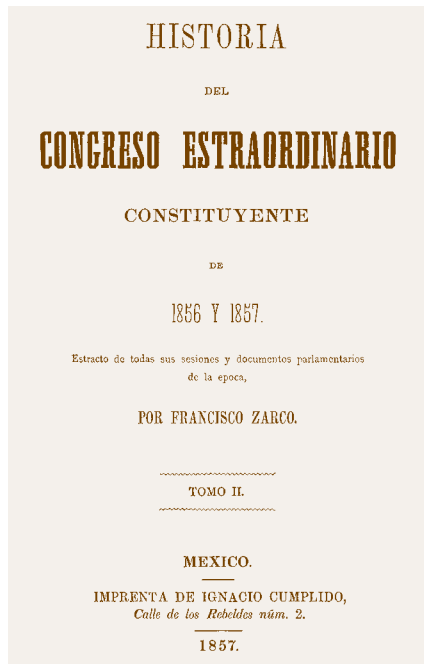 HISTORIA
DEL
CONGRESO ESTRAORDINARIO
CONSTITUYENTE
DE
1856 Y 1857.
Estracto de todas sus sesiones y documentos parlamentarios
de la epoca,
POR FRANCISCO ZARCO.
TOMO II.
MEXICO.
IMPRENTA DE IGNACIO CUMPLIDO,
Calle de los Rebeldes núm. 2.
1857.